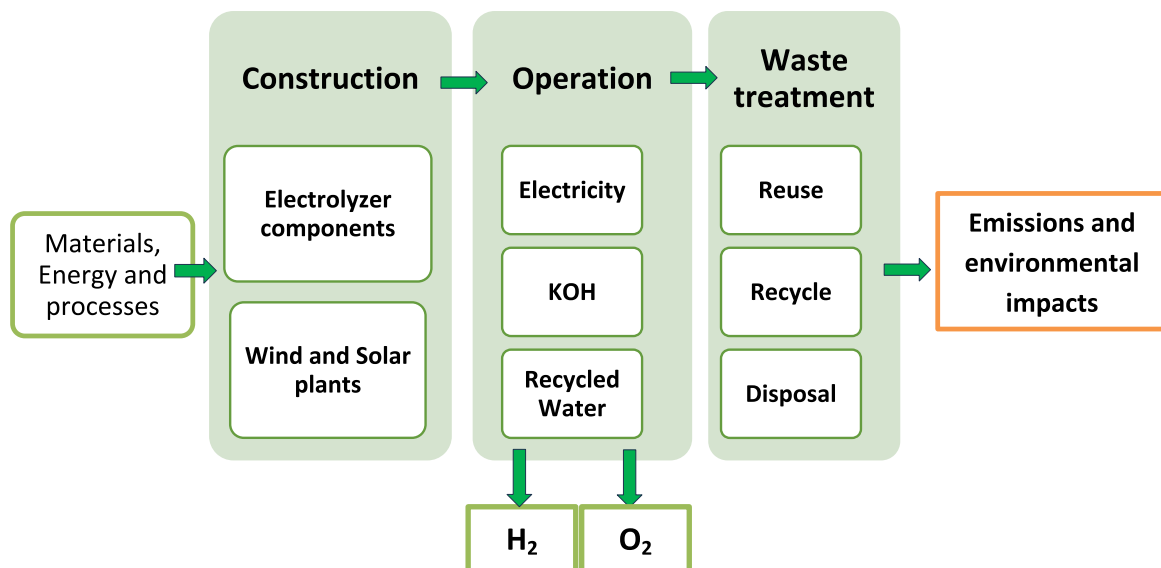 Materials,
Energy and
processes
Construction
Electrolyzer
components
Wind and Solar
plants
Operation
Electricity
KOH
Recycled
Water
H₂
O₂
Waste
treatment
Reuse
Recycle
Disposal
Emissions and
environmental
impacts